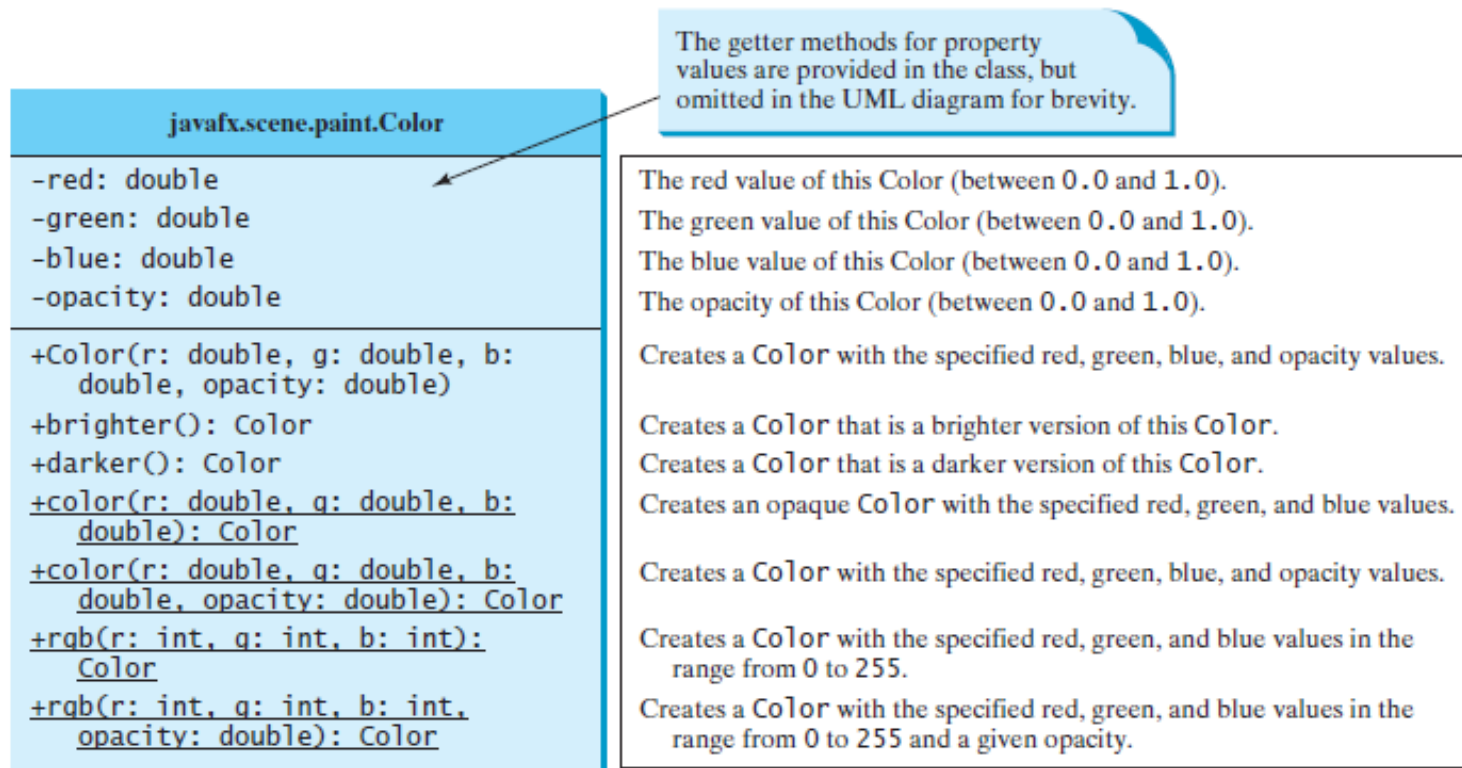 The getter methods for property
values are provided in the class, but
omitted in the UML diagram for brevity.
javafx.scene.paint.Color
-red: double
-green: double
-blue: double
-opacity: double
+Color(r: double, g: double, b:
double, opacity: double)
+brighter(): Color
+darker(): Color
+color(r: double, g: double, b:
double): Color
+color(r: double, g: double, b:
double, opacity: double): Color
+rgb(r: int, g: int, b: int):
Color
+rgb(r: int, g: int, b: int,
opacity: double): Color
The red value of this Color (between 0.0 and 1.0).
The green value of this Color (between 0.0 and 1.0).
The blue value of this Color (between 0.0 and 1.0).
The opacity of this Color (between 0.0 and 1.0).
Creates a Color with the specified red, green, blue, and opacity values.
Creates a Color that is a brighter version of this Color.
Creates a Color that is a darker version of this Color.
Creates an opaque Color with the specified red, green, and blue values.
Creates a Color with the specified red, green, blue, and opacity values.
Creates a Color with the specified red, green, and blue values in the
range from 0 to 255.
Creates a Color with the specified red, green, and blue values in the
range from 0 to 255 and a given opacity.